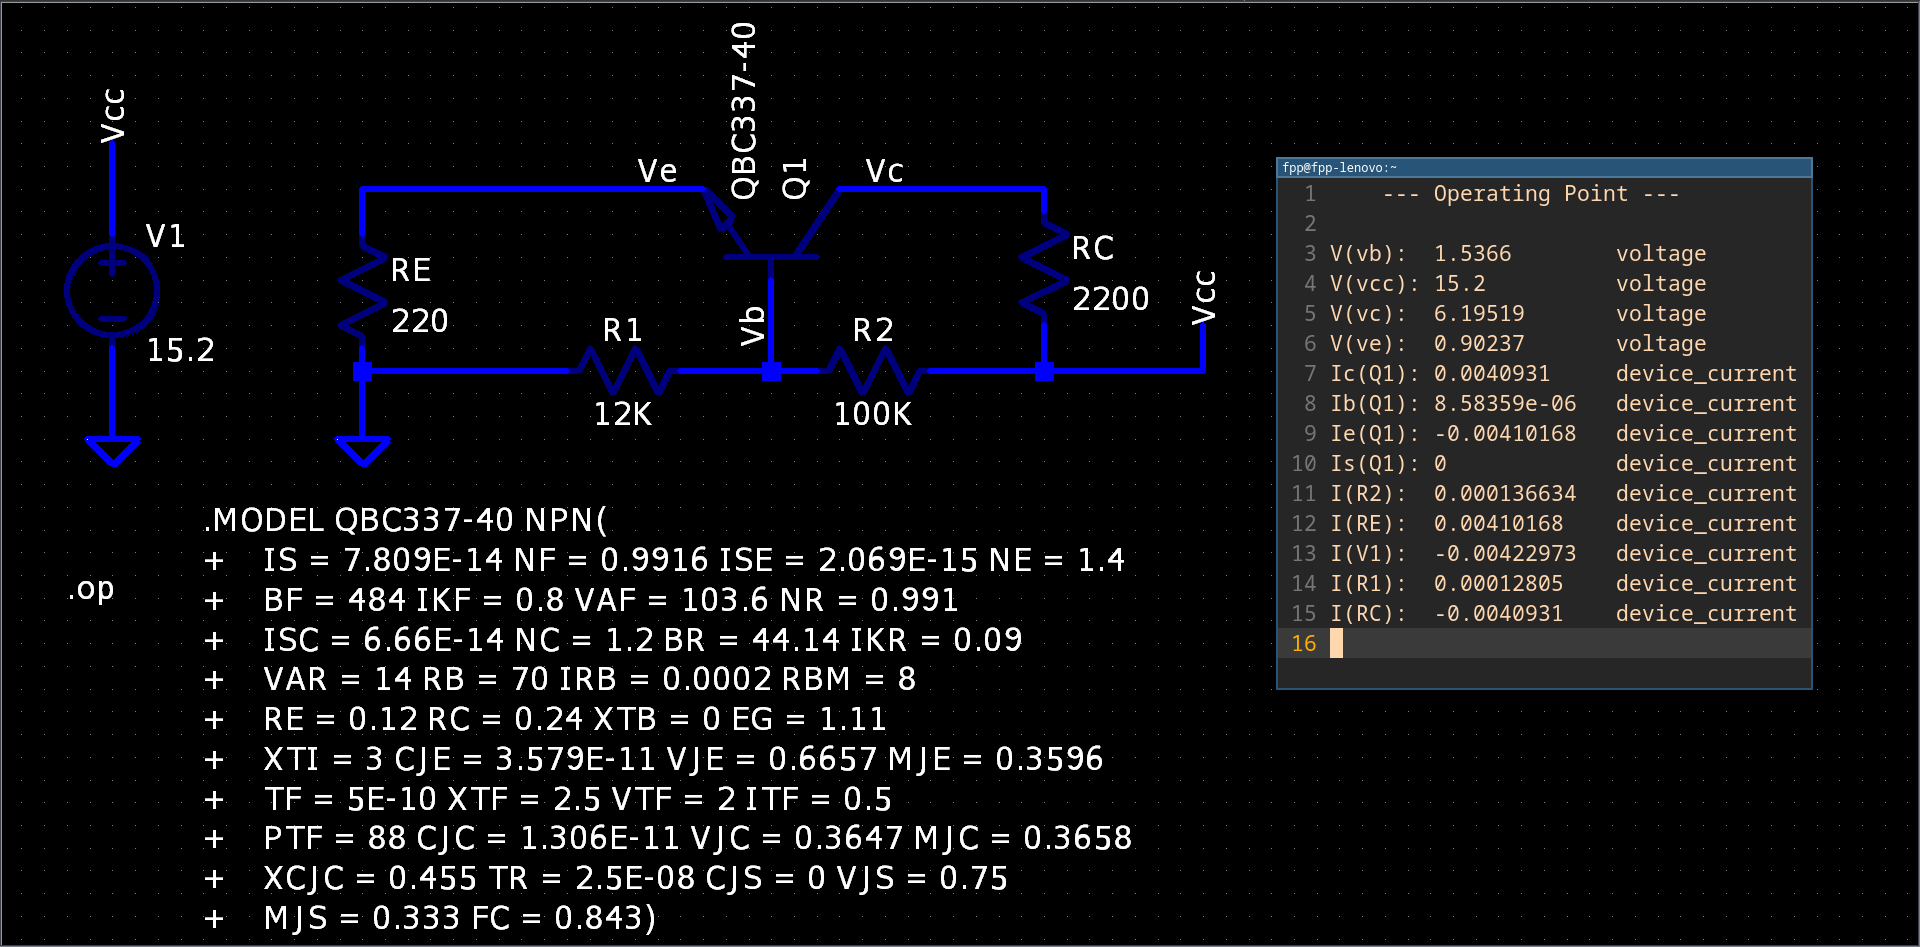 Vcc
V1
15.2
RE
220
Ve
QBC337-40
Q1
Vc
RC
2200
Vcc
R1
12K
Vb
R2
100K
.op
.MODEL QBC337-40 NPN(
+ IS = 7.809E-14 NF = 0.9916 ISE = 2.069E-15 NE = 1.4
+ BF = 484 IKF = 0.8 VAF = 103.6 NR = 0.991
+ ISC = 6.66E-14 NC = 1.2 BR = 44.14 IKR = 0.09
+ VAR = 14 RB = 70 IRB = 0.0002 RBM = 8
+ RE = 0.12 RC = 0.24 XTB = 0 EG = 1.11
+ XTI = 3 CJE = 3.579E-11 VJE = 0.6657 MJE = 0.3596
+ TF = 5E-10 XTF = 2.5 VTF = 2 ITF = 0.5
+ PTF = 88 CJC = 1.306E-11 VJC = 0.3647 MJC = 0.3658
+ XCJC = 0.455 TR = 2.5E-08 CJS = 0 VJS = 0.75
+ MJS = 0.333 FC = 0.843)
fpp@fpp-lenovo:~
1 --- Operating Point ---
2
3 V(vb): 1.5366 voltage
4 V(vcc): 15.2 voltage
5 V(vc): 6.19519 voltage
6 V(ve): 0.90237 voltage
7 Ic(Q1): 0.0040931 device_current
8 Ib(Q1): 8.58359e-06 device_current
9 Ie(Q1): -0.00410168 device_current
10 Is(Q1): 0 device_current
11 I(R2): 0.000136634 device_current
12 I(RE): 0.00410168 device_current
13 I(V1): -0.00422973 device_current
14 I(R1): 0.00012805 device_current
15 I(RC): -0.0040931 device_current
16